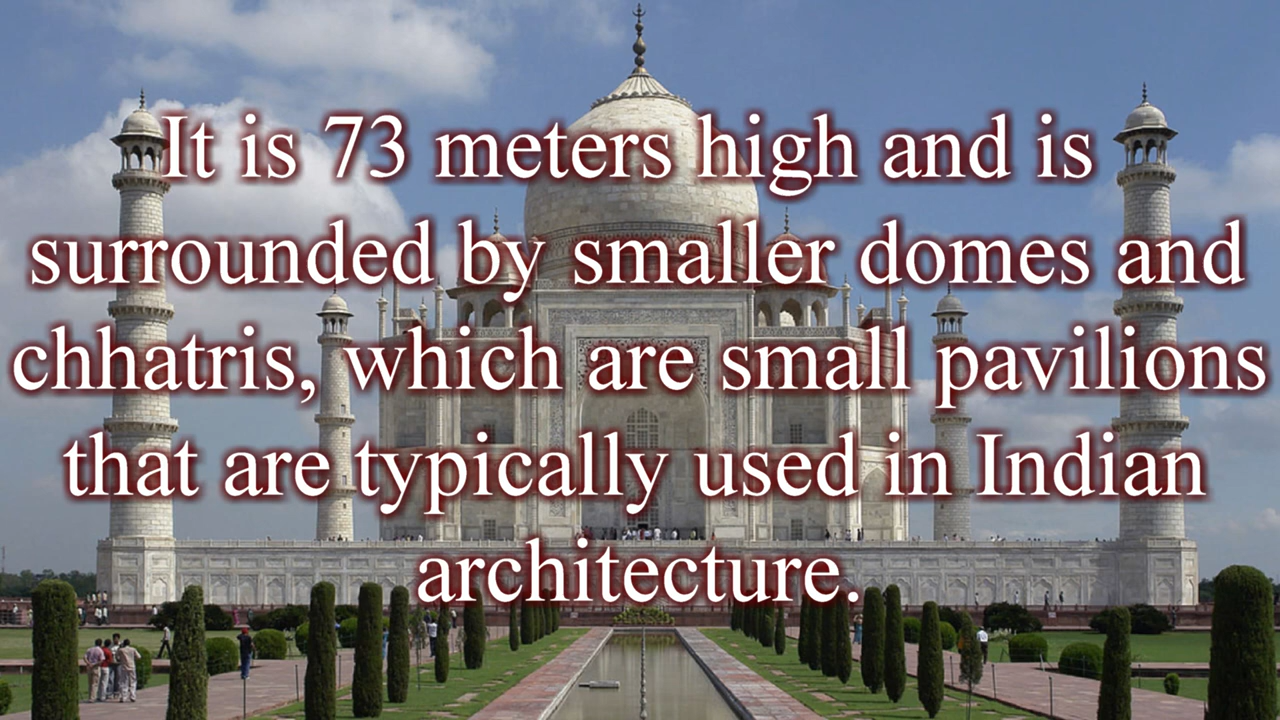 It is 73 meters high and is
surrounded by smaller domes and
chhatris, which are small pavilions
that are typically used in Indian
architecture.